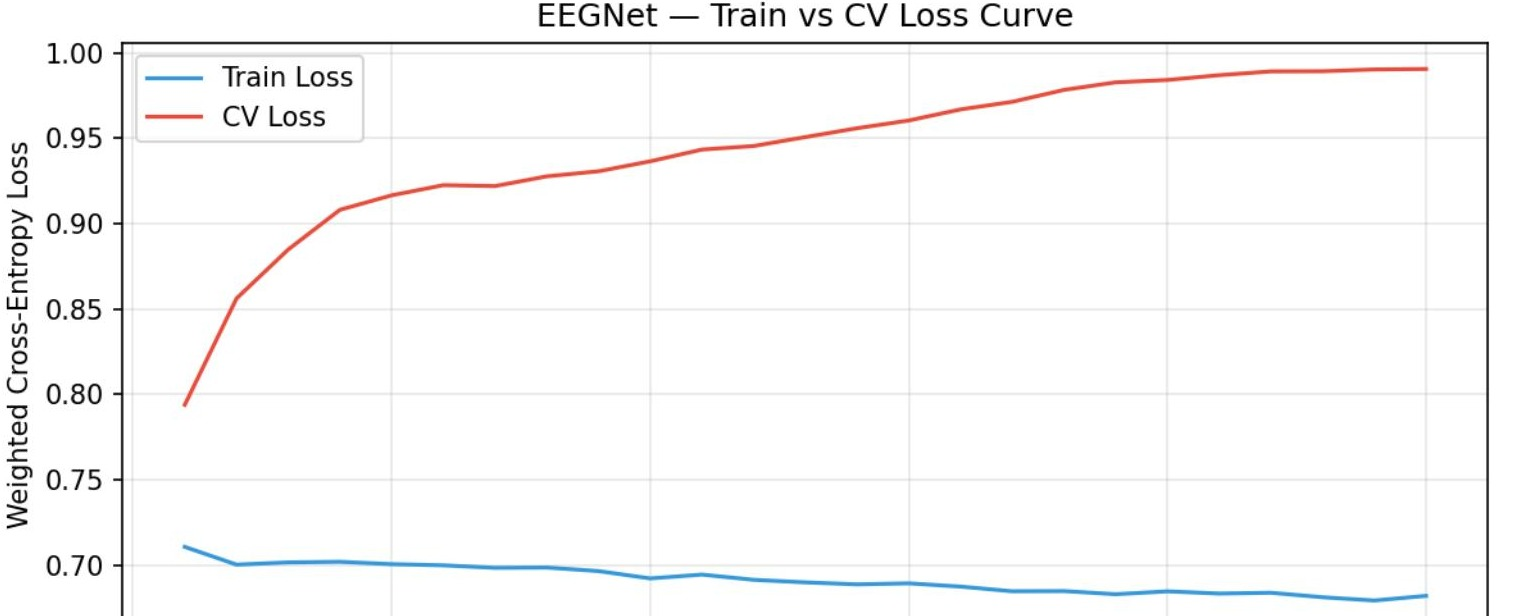 EEGNet — Train vs CV Loss Curve
Weighted Cross-Entropy Loss
1.00
0.95
0.90
0.85
0.80
0.75
0.70
Train Loss
CV Loss